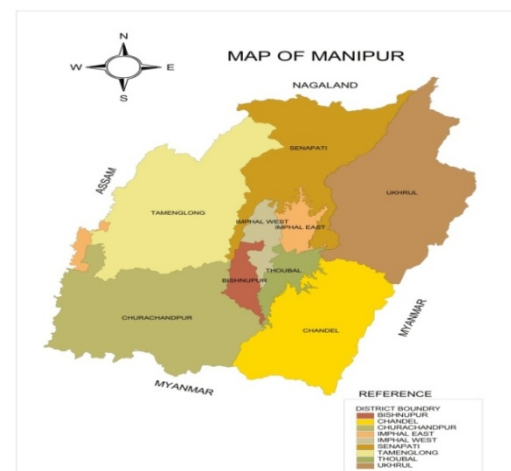 N
MAP OF MANIPUR
W E
S
NAGALAND
SENAPATI
ASSAM
UKHRUL
TAMENGLONG
IMPHAL WEST
IMPHAL EAST
THOUBAL
BISHNUPUR
CHURACHANDPUR
CHANDEL
MYANMAR
MYANMAR
REFERENCE
DISTRICT BOUNDRY
BISHNUPUR
CHANDEL
CHURACHANDPUR
IMPHAL EAST
IMPHAL WEST
SENAPATI
TAMENGLONG
THOUBAL
UKHRUL